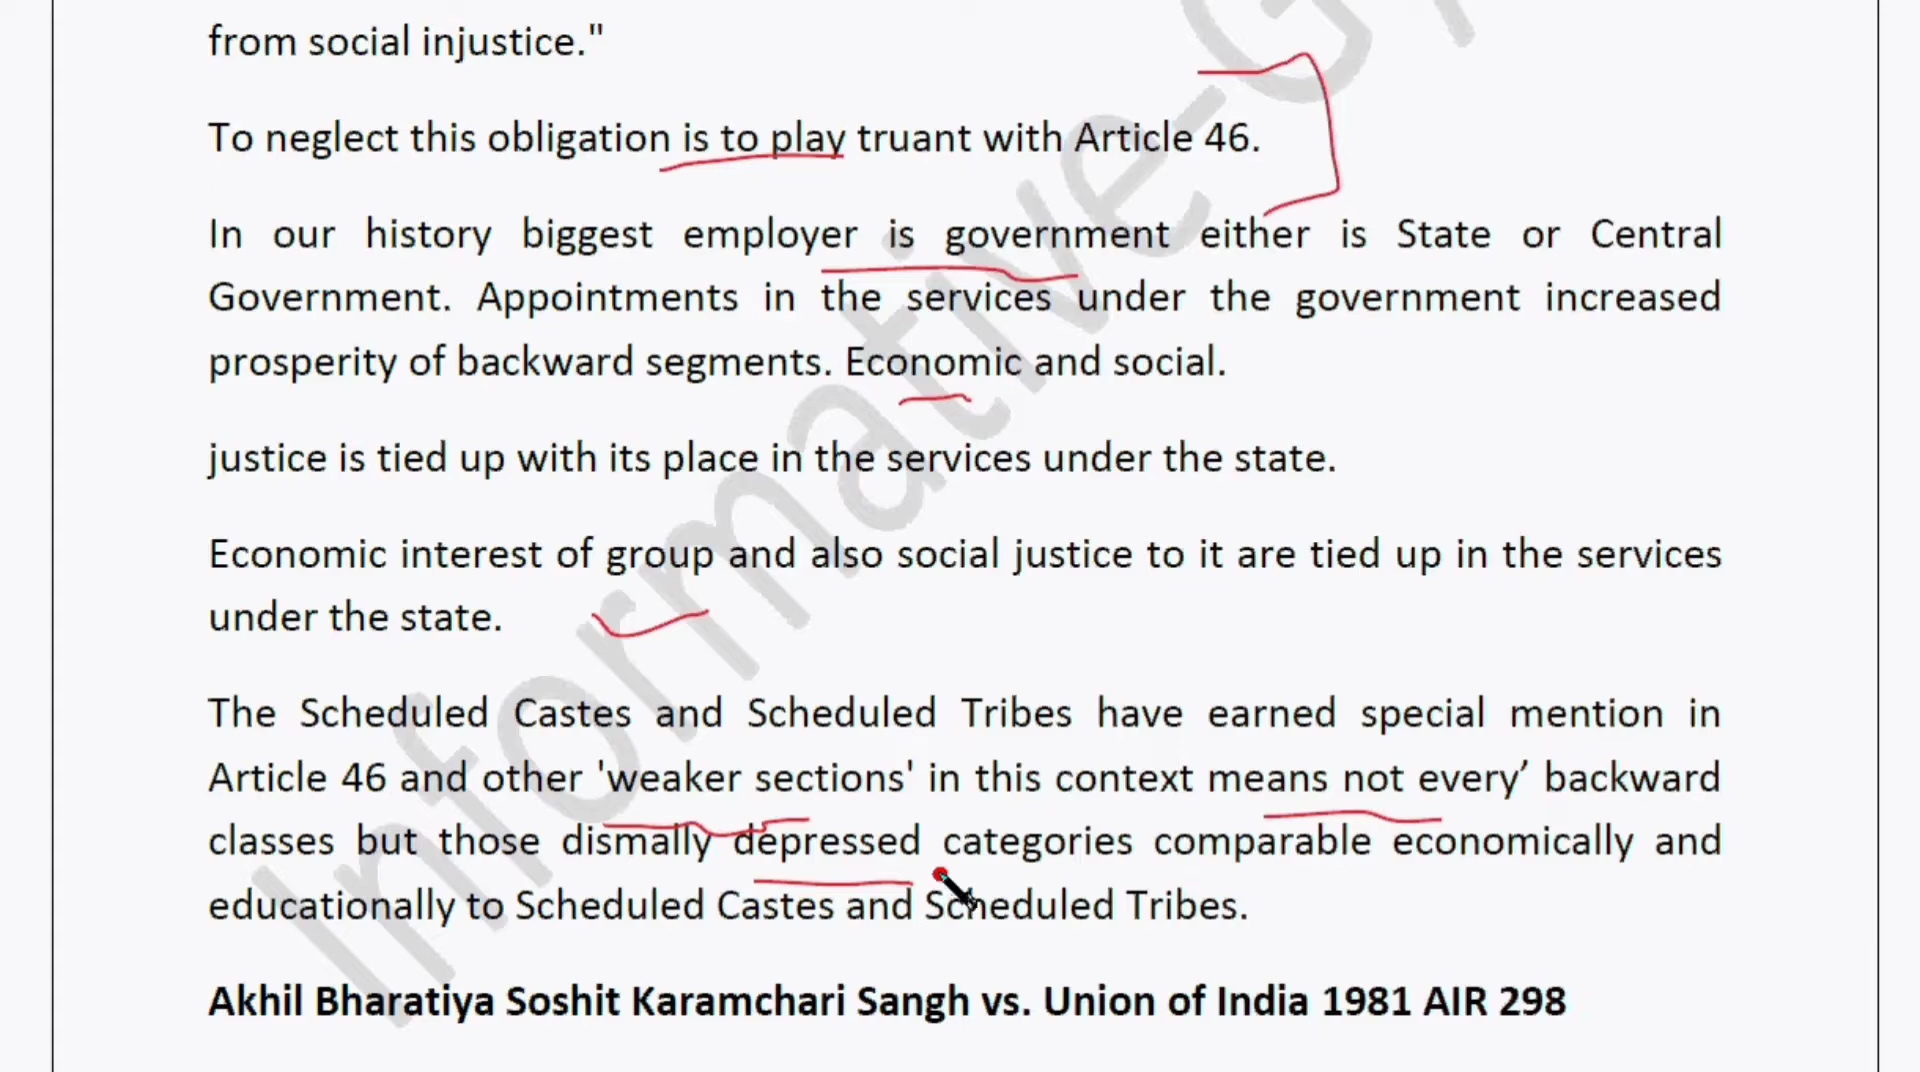 from social injustice."
To neglect this obligation is to play truant with Article 46.
In our history biggest employer is government either is State or Central
Government. Appointments in the services under the government increased
prosperity of backward segments. Economic and social.
justice is tied up with its place in the services under the state.
Economic interest of group and also social justice to it are tied up in the services
under the state.
The Scheduled Castes and Scheduled Tribes have earned special mention in
Article 46 and other 'weaker sections' in this context means not every’ backward
classes but those dismally depressed categories comparable economically and
educationally to Scheduled Castes and Scheduled Tribes.
Akhil Bharatiya Soshit Karamchari Sangh vs. Union of India 1981 AIR 298
Informative-G